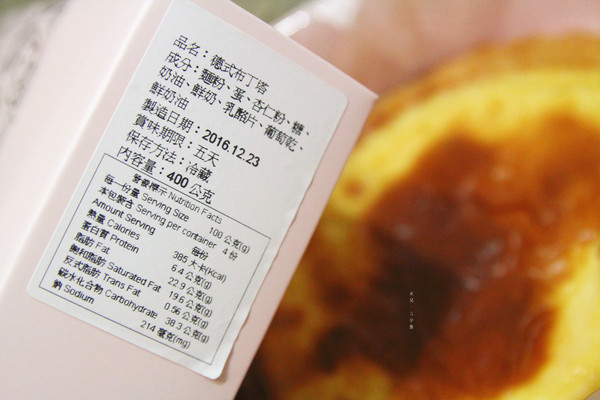 品名：德式布丁塔
成分：麵粉、蛋、杏仁粉、糖、
奶油、鮮奶、乳酪片、葡萄乾、
鮮奶油
製造日期：2016.12.23
賞味期限：五天
保存方法：冷藏
內容量：400公克
營養標示 Nutrition Facts
每一份量 Serving Size 100 公克(g)
本包裝含 Serving per container 4 份
Amount Serving 每份
熱量 Calories 385 大卡(kcal)
蛋白質 Protein 6.4 公克(g)
脂肪 Fat 22.9 公克(g)
飽和脂肪 Saturated Fat 19.6 公克(g)
反式脂肪 Trans Fat 0.56 公克(g)
碳水化合物 Carbohydrate 38.3 公克(g)
鈉 Sodium 214 毫克(mg)